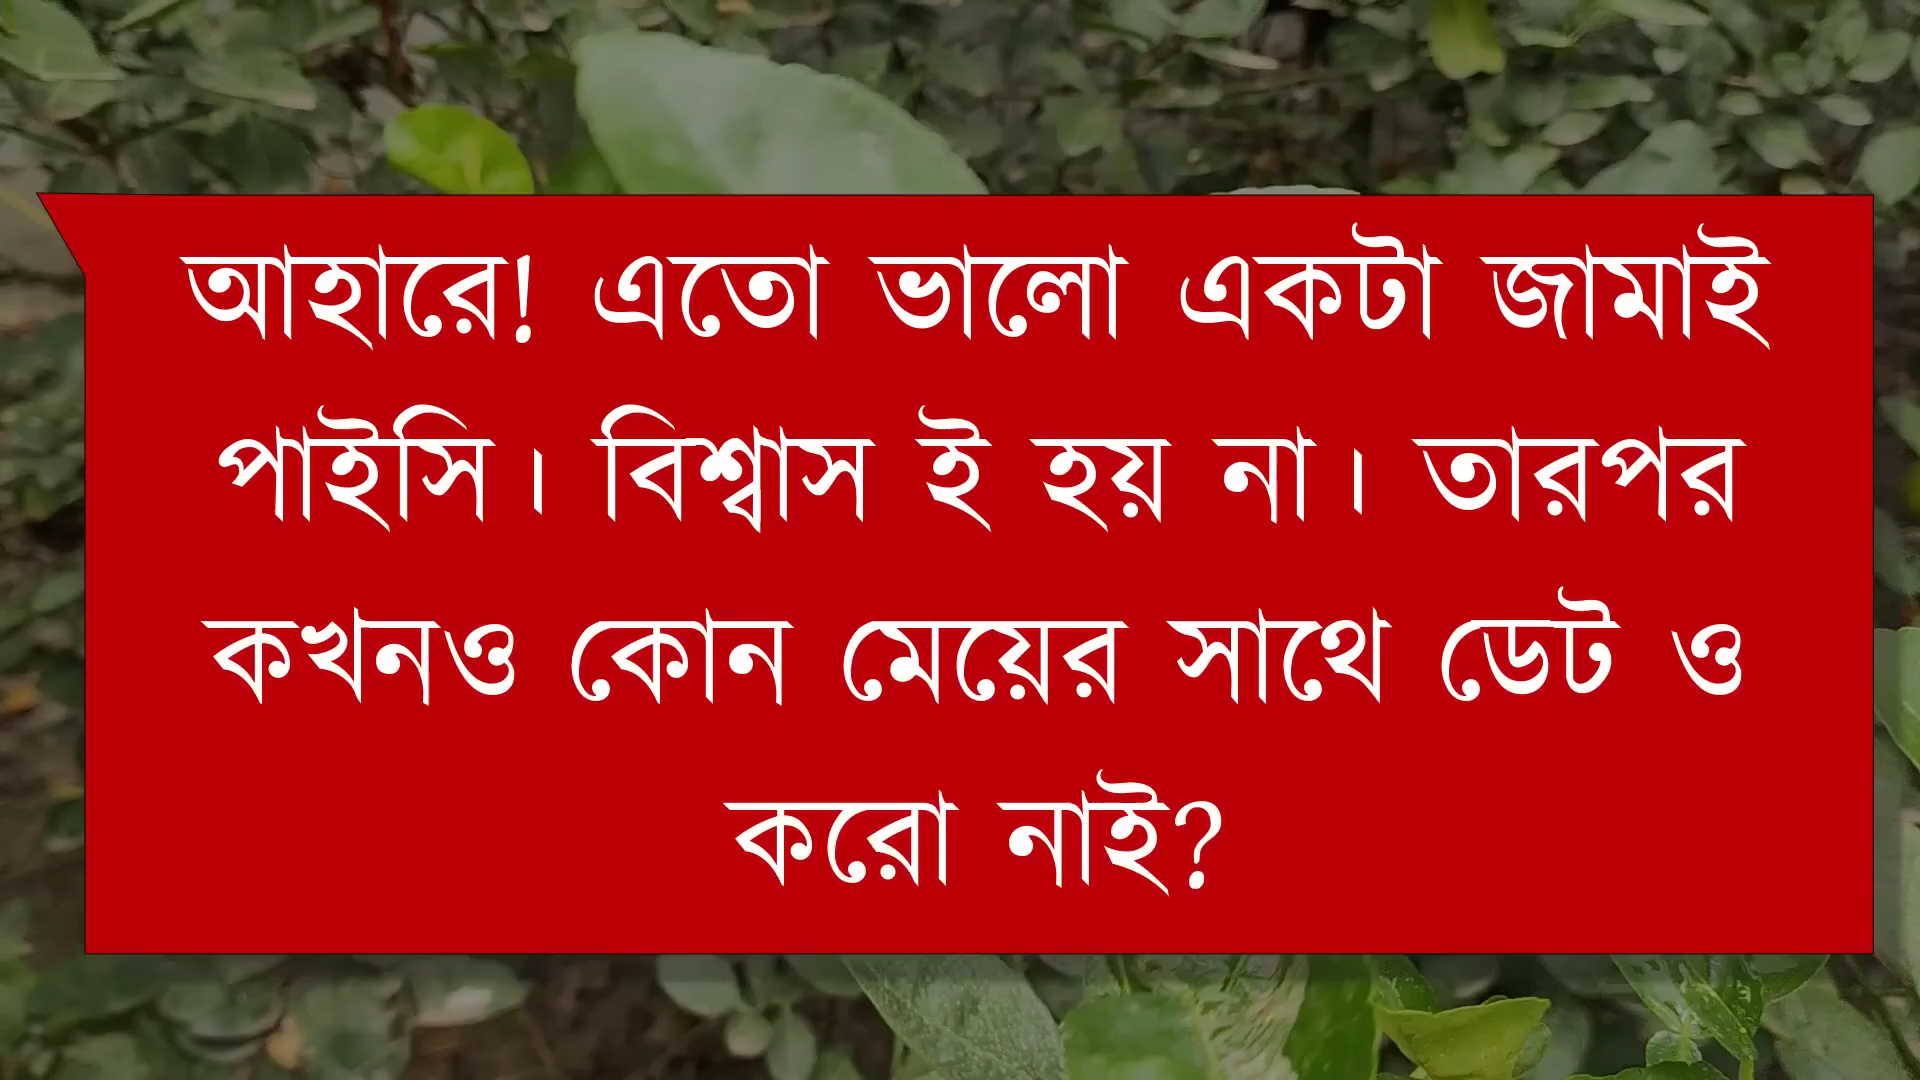 আহারে! এতো ভালো একটা জামাই
পাইসি। বিশ্বাস ই হয় না। তারপর
কখনও কোন মেয়ের সাথে ডেট ও
করো নাই?